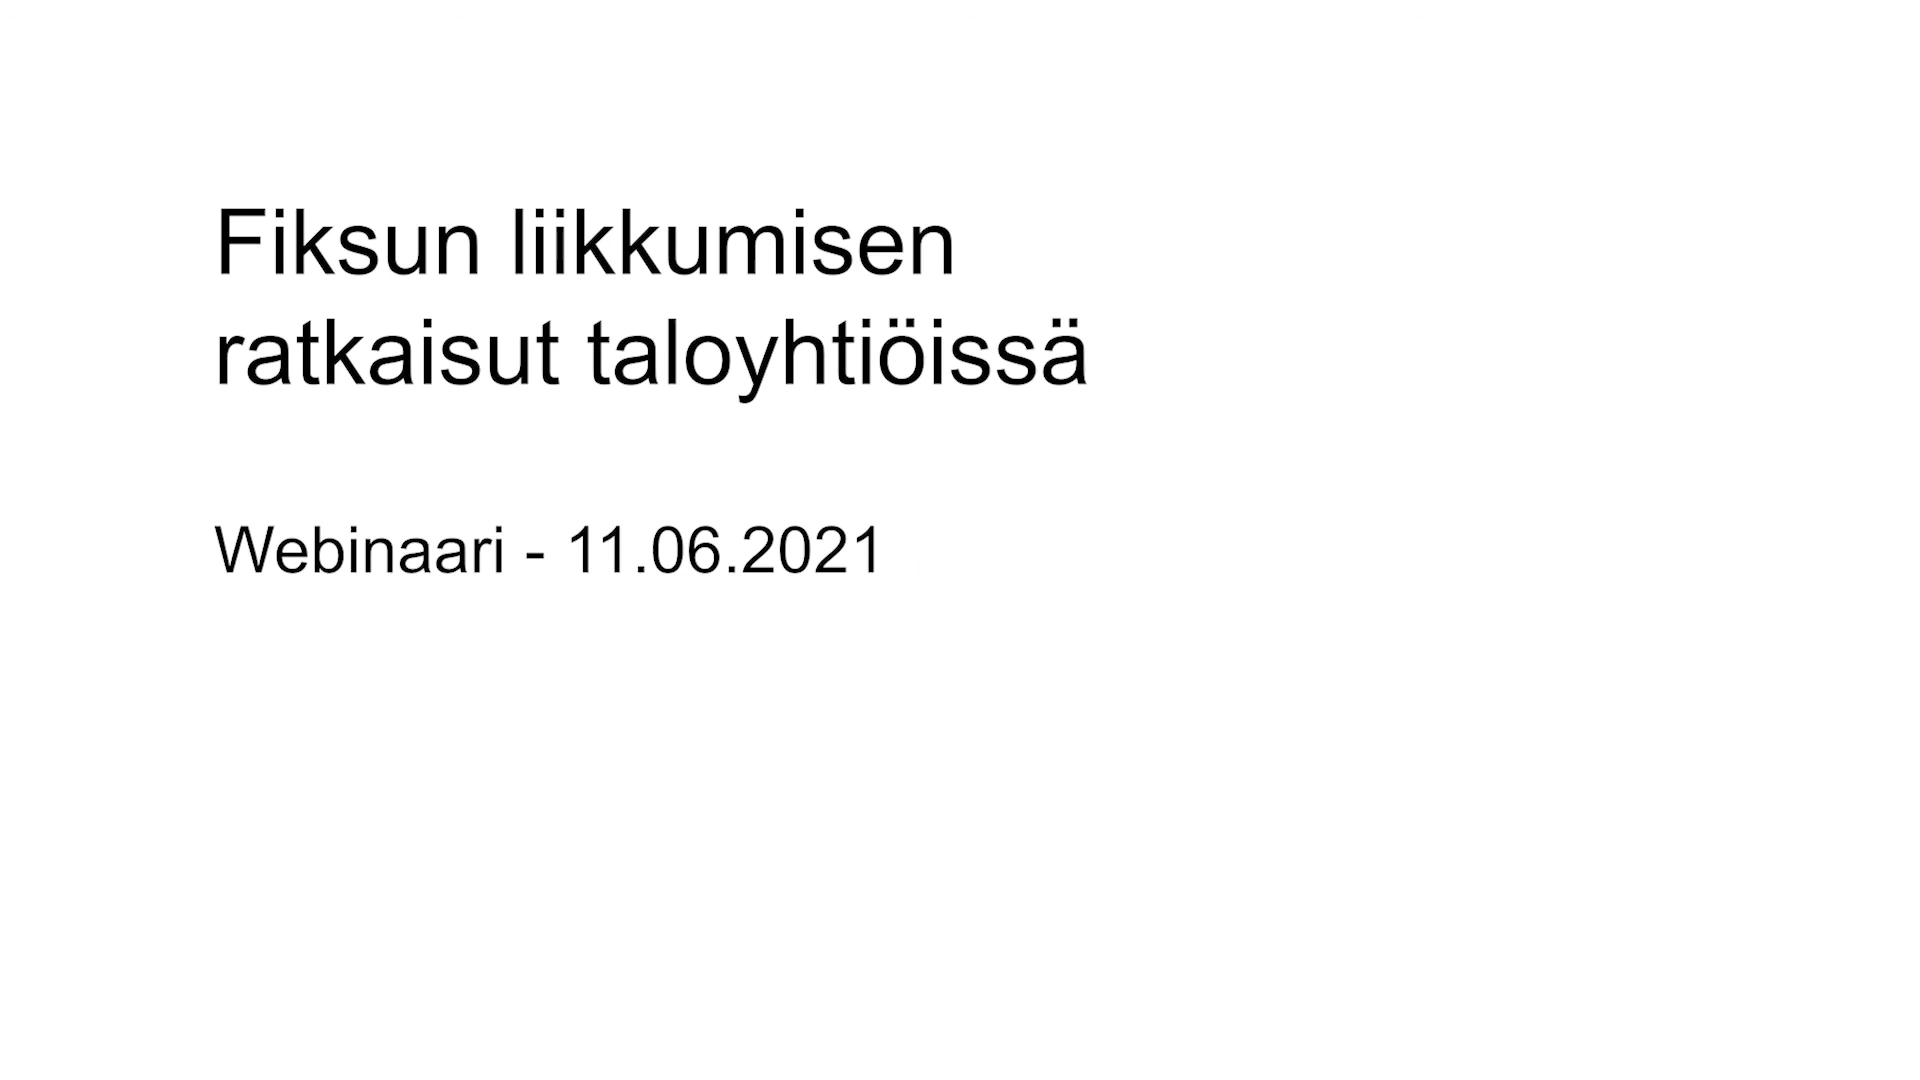 Fiksun liikkumisen
ratkaisut taloyhtiöissä
Webinaari - 11.06.2021